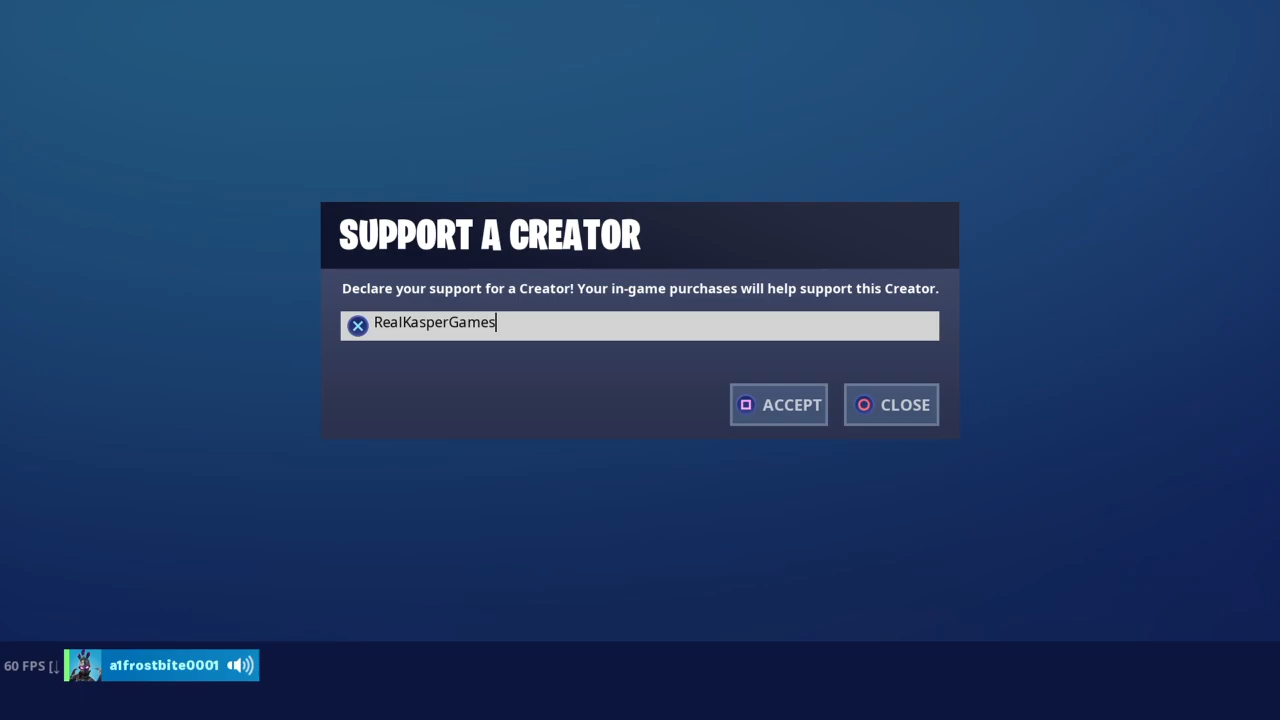 SUPPORT A CREATOR
Declare your support for a Creator! Your in-game purchases will help support this Creator.
RealKasperGames
ACCEPT CLOSE
60 FPS [↓ a1frostbite0001